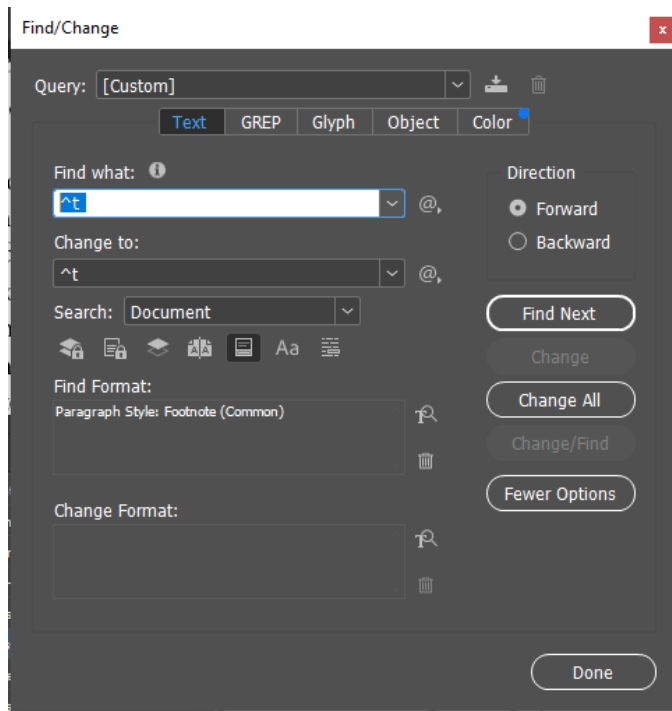 Find/Change
x
Query: [Custom]
Text GREP Glyph Object Color
Find what:
^t
@
Change to:
^t
@
Search: Document
Aa
Find Format:
Paragraph Style: Footnote (Common)
Change Format:
Direction
Forward
Backward
Find Next
Change
Change All
Change/Find
Fewer Options
Done